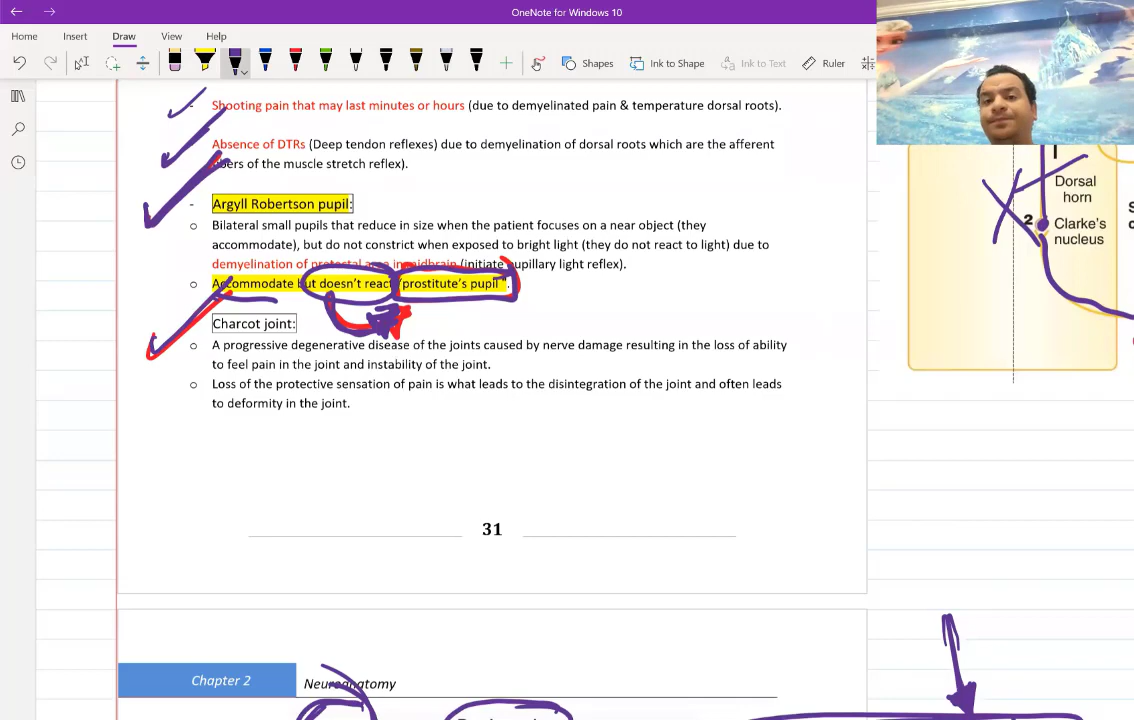 OneNote for Windows 10
Home Insert Draw View Help
Shapes Ink to Shape Ink to Text Ruler
- Shooting pain that may last minutes or hours (due to demyelinated pain & temperature dorsal roots).
Absence of DTRs (Deep tendon reflexes) due to demyelination of dorsal roots which are the afferent
fibers of the muscle stretch reflex).
- Argyll Robertson pupil:
o Bilateral small pupils that reduce in size when the patient focuses on a near object (they
accommodate), but do not constrict when exposed to bright light (they do not react to light) due to
demyelination of pretectal area in midbrain (initiate pupillary light reflex).
o Accommodate but doesn't react "prostitute's pupil".
Charcot joint:
o A progressive degenerative disease of the joints caused by nerve damage resulting in the loss of ability
to feel pain in the joint and instability of the joint.
o Loss of the protective sensation of pain is what leads to the disintegration of the joint and often leads
to deformity in the joint.
31
Chapter 2 Neuroanatomy
Dorsal
horn
2 Clarke's
nucleus